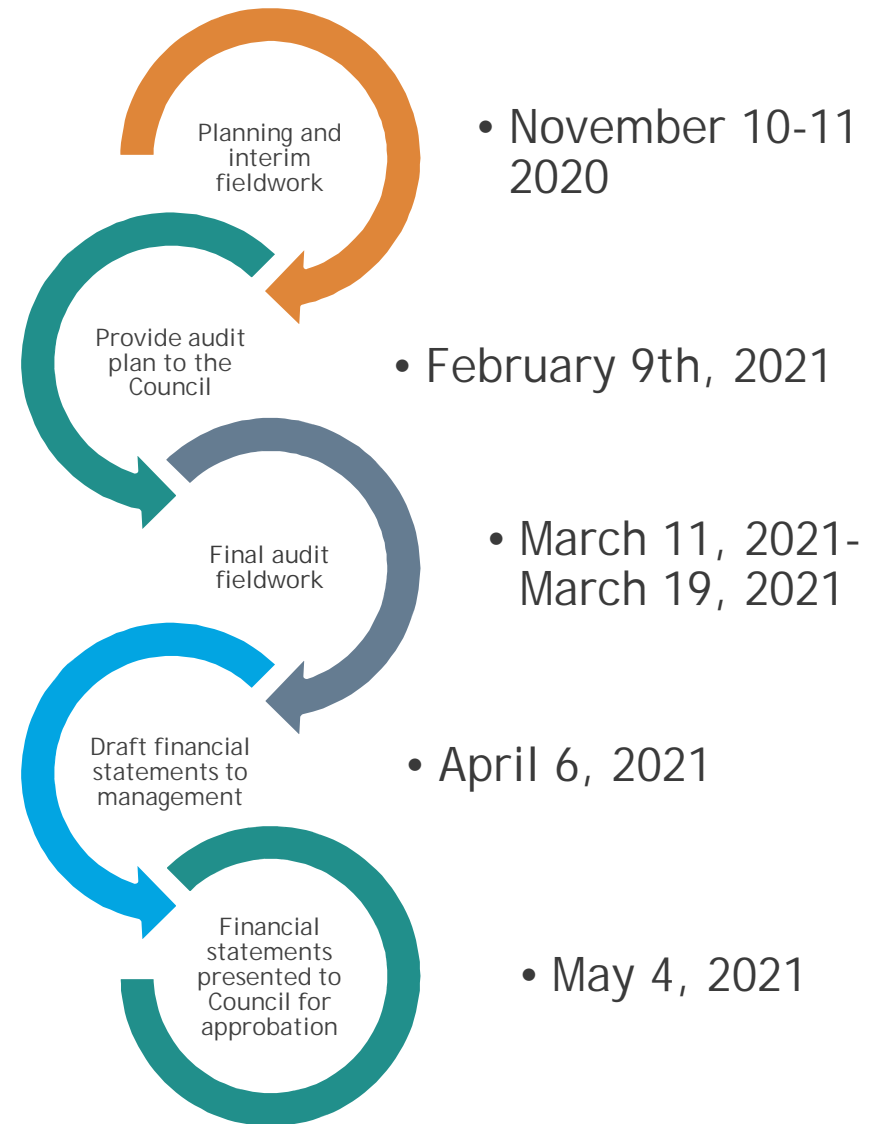 Planning and
interim
fieldwork
• November 10-11
2020
Provide audit
plan to the
Council
• February 9th, 2021
Final audit
fieldwork
• March 11, 2021-
March 19, 2021
Draft financial
statements to
management
• April 6, 2021
Financial
statements
presented to
Council for
approbation
• May 4, 2021